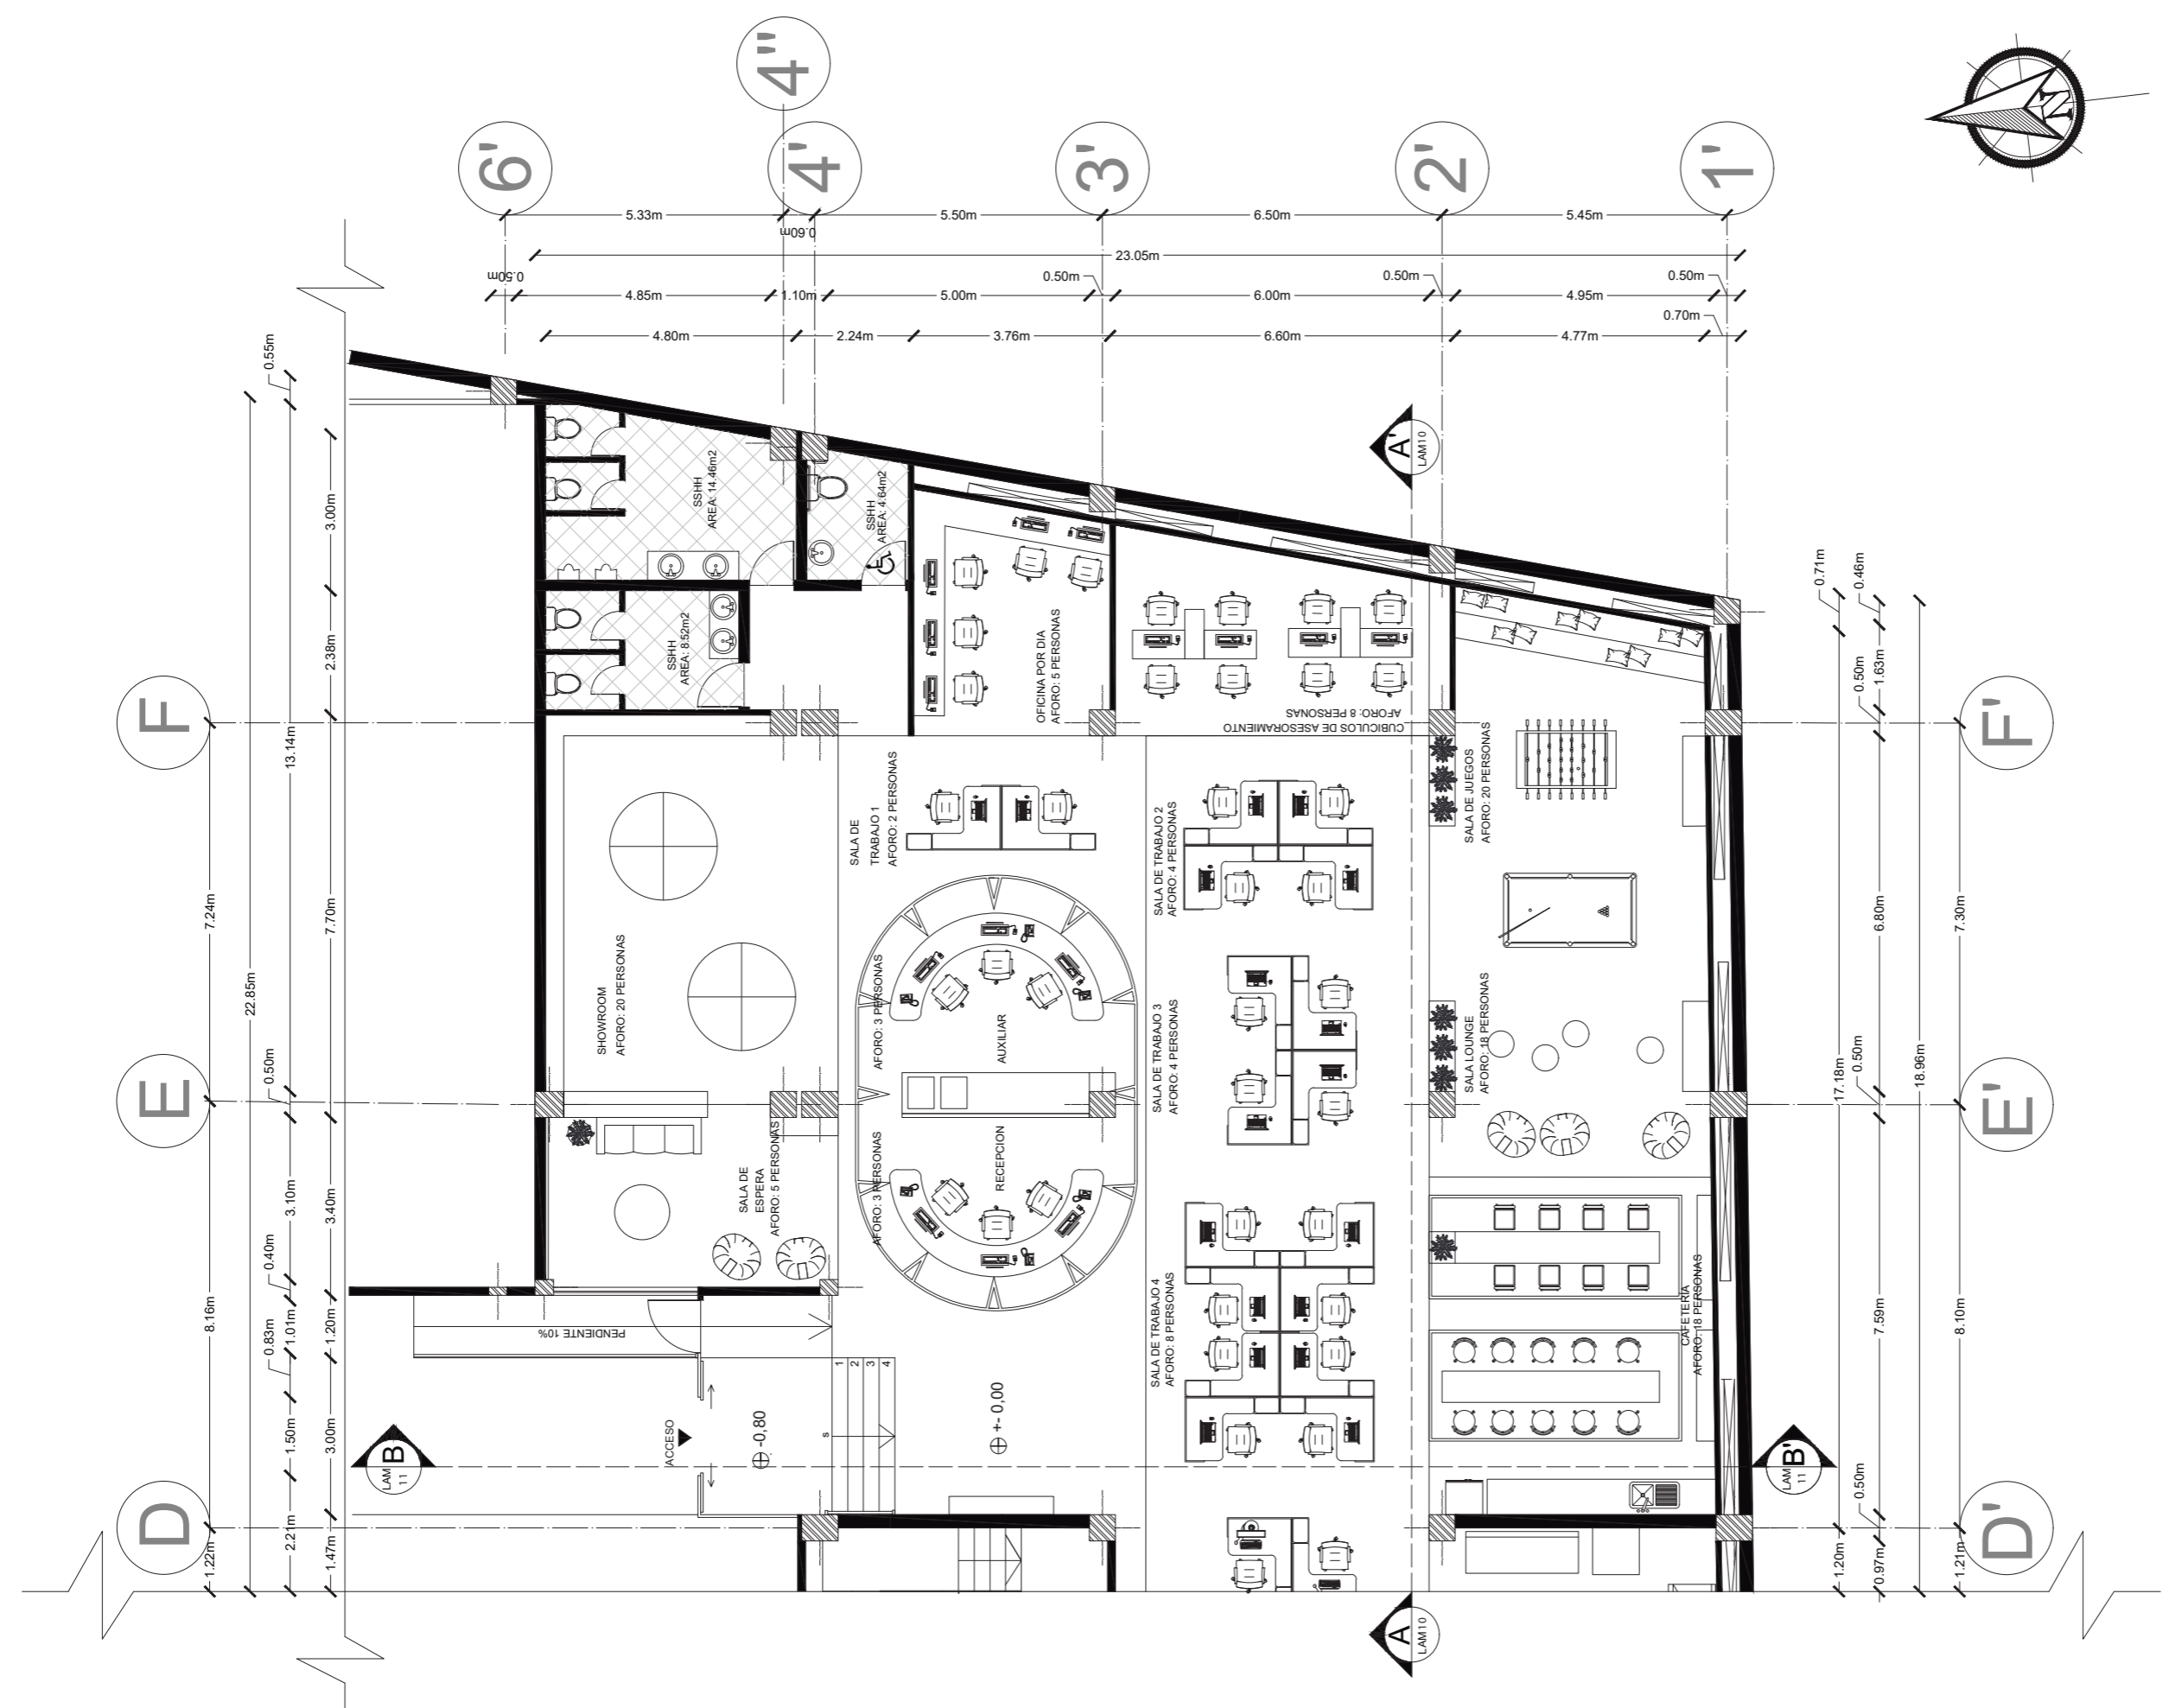 4''
6'
4'
3'
2'
1'
N
5.33m
5.50m
6.50m
5.45m
0.60m
23.05m
0.50m
0.50m
0.50m
0.50m
4.85m
1.10m
5.00m
6.00m
4.95m
0.70m
4.80m
2.24m
3.76m
6.60m
4.77m
F
E
D
7.24m
8.16m
1.22m
22.85m
0.55m
13.14m
0.50m
3.10m
0.40m
1.01m
0.83m
1.50m
2.21m
3.00m
2.38m
7.70m
3.40m
1.20m
3.00m
1.47m
SSHH
AREA: 14.46m2
SSHH
AREA: 4.64m2
SSHH
AREA: 8.52m2
OFICINA POR DIA
AFORO: 5 PERSONAS
CUBICULOS DE ASESORAMIENTO
AFORO: 8 PERSONAS
A'
LAM10
SHOWROOM
AFORO: 20 PERSONAS
SALA DE
TRABAJO 1
AFORO: 2 PERSONAS
SALA DE TRABAJO 2
AFORO: 4 PERSONAS
SALA DE JUEGOS
AFORO: 20 PERSONAS
AFORO: 3 PERSONAS
AUXILIAR
SALA DE TRABAJO 3
AFORO: 4 PERSONAS
SALA LOUNGE
AFORO: 18 PERSONAS
SALA DE
ESPERA
AFORO: 5 PERSONAS
AFORO: 3 PERSONAS
RECEPCION
SALA DE TRABAJO 4
AFORO: 8 PERSONAS
CAFETERIA
AFORO: 18 PERSONAS
PENDIENTE 10%
1
2
3
4
s
ACCESO
-0,80
+- 0,00
B
LAM
11
B'
LAM
11
A
LAM10
0.71m
17.18m
1.20m
0.46m
1.63m
0.50m
6.80m
0.50m
7.59m
0.50m
0.97m
18.96m
7.30m
8.10m
1.21m
F'
E'
D'